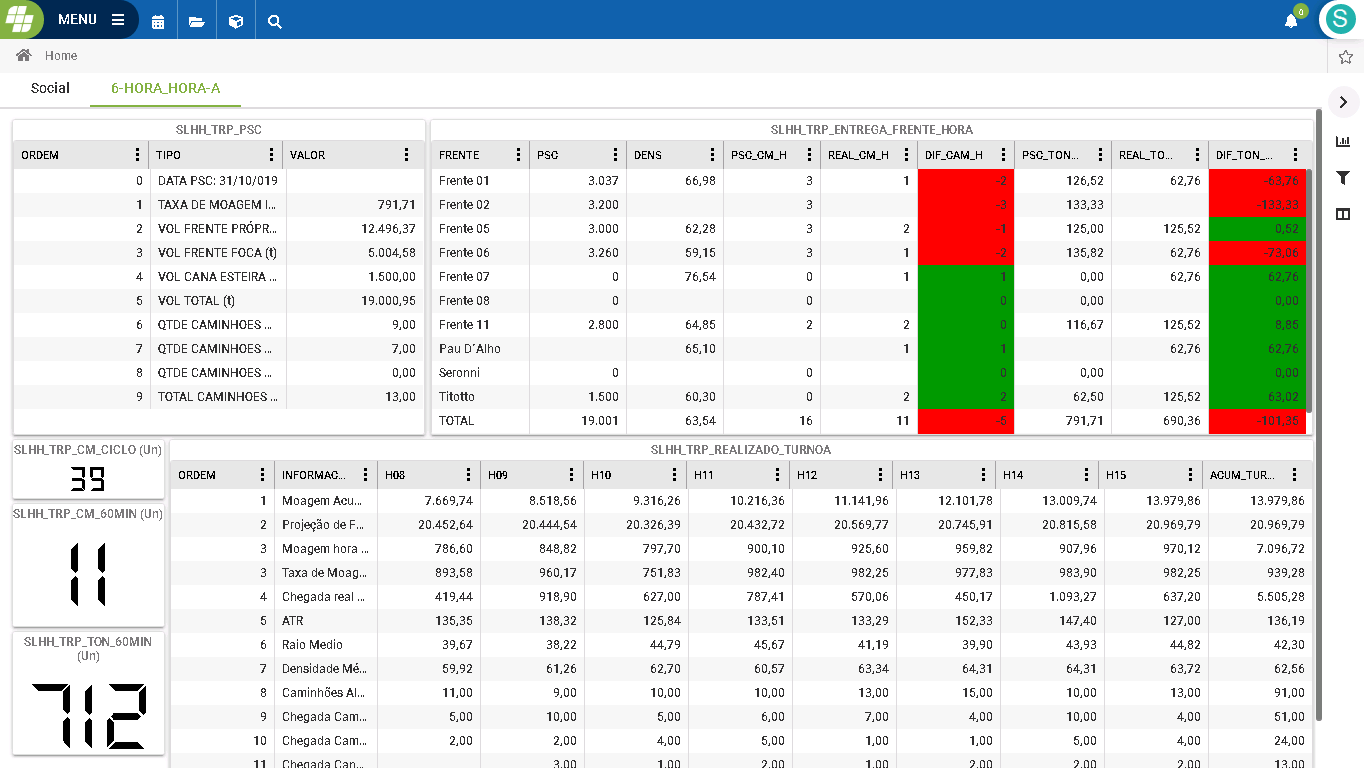 MENU
0
S
Home
Social 6-HORA_HORA-A
SLHH_TRP_PSC
ORDEM TIPO VALOR
0 DATA PSC: 31/10/019
1 TAXA DE MOAGEM I... 791,71
2 VOL FRENTE PRÓPR... 12.496,37
3 VOL FRENTE FOCA (t) 5.004,58
4 VOL CANA ESTEIRA ... 1.500,00
5 VOL TOTAL (t) 19.000,95
6 QTDE CAMINHOES ... 9,00
7 QTDE CAMINHOES ... 7,00
8 QTDE CAMINHOES ... 0,00
9 TOTAL CAMINHOES ... 13,00
SLHH_TRP_ENTREGA_FRENTE_HORA
FRENTE PSC DENS PSC_CM_H REAL_CM_H DIF_CAM_H PSC_TON... REAL_TO... DIF_TON_...
Frente 01 3.037 66,98 3 1 -2 126,52 62,76 -63,76
Frente 02 3.200 3 -3 133,33 -133,33
Frente 05 3.000 62,28 3 2 -1 125,00 125,52 0,52
Frente 06 3.260 59,15 3 1 -2 135,82 62,76 -73,06
Frente 07 0 76,54 0 1 1 0,00 62,76 62,76
Frente 08 0 0 0 0,00 0,00
Frente 11 2.800 64,85 2 2 0 116,67 125,52 8,85
Pau D´Alho 65,10 1 1 62,76 62,76
Seronni 0 0 0 0,00 0,00
Titotto 1.500 60,30 0 2 2 62,50 125,52 63,02
TOTAL 19.001 63,54 16 11 -5 791,71 690,36 -101,35
SLHH_TRP_CM_CICLO (Un)
39
SLHH_TRP_CM_60MIN (Un)
11
SLHH_TRP_TON_60MIN
(Un)
712
SLHH_TRP_REALIZADO_TURNOA
ORDEM INFORMAC... H08 H09 H10 H11 H12 H13 H14 H15 ACUM_TUR...
1 Moagem Acu... 7.669,74 8.518,56 9.316,26 10.216,36 11.141,96 12.101,78 13.009,74 13.979,86 13.979,86
2 Projeção de F... 20.452,64 20.444,54 20.326,39 20.432,72 20.569,77 20.745,91 20.815,58 20.969,79 20.969,79
3 Moagem hora ... 786,60 848,82 797,70 900,10 925,60 959,82 907,96 970,12 7.096,72
3 Taxa de Moag... 893,58 960,17 751,83 982,40 982,25 977,83 983,90 982,25 939,28
4 Chegada real ... 419,44 918,90 627,00 787,41 570,06 450,17 1.093,27 637,20 5.505,28
5 ATR 135,35 138,32 125,84 133,51 133,29 152,33 147,40 127,00 136,19
6 Raio Medio 39,67 38,22 44,79 45,67 41,19 39,90 43,93 44,82 42,30
7 Densidade Mé... 59,92 61,26 62,70 60,57 63,34 64,31 64,31 63,72 62,56
8 Caminhões Al... 11,00 9,00 10,00 10,00 13,00 15,00 10,00 13,00 91,00
9 Chegada Cam... 5,00 10,00 5,00 6,00 7,00 4,00 10,00 4,00 51,00
10 Chegada Cam... 2,00 2,00 4,00 5,00 1,00 1,00 5,00 4,00 24,00
11 Chegada Cam... 3,00 1,00 2,00 1,00 2,00 2,00 2,00 13,00